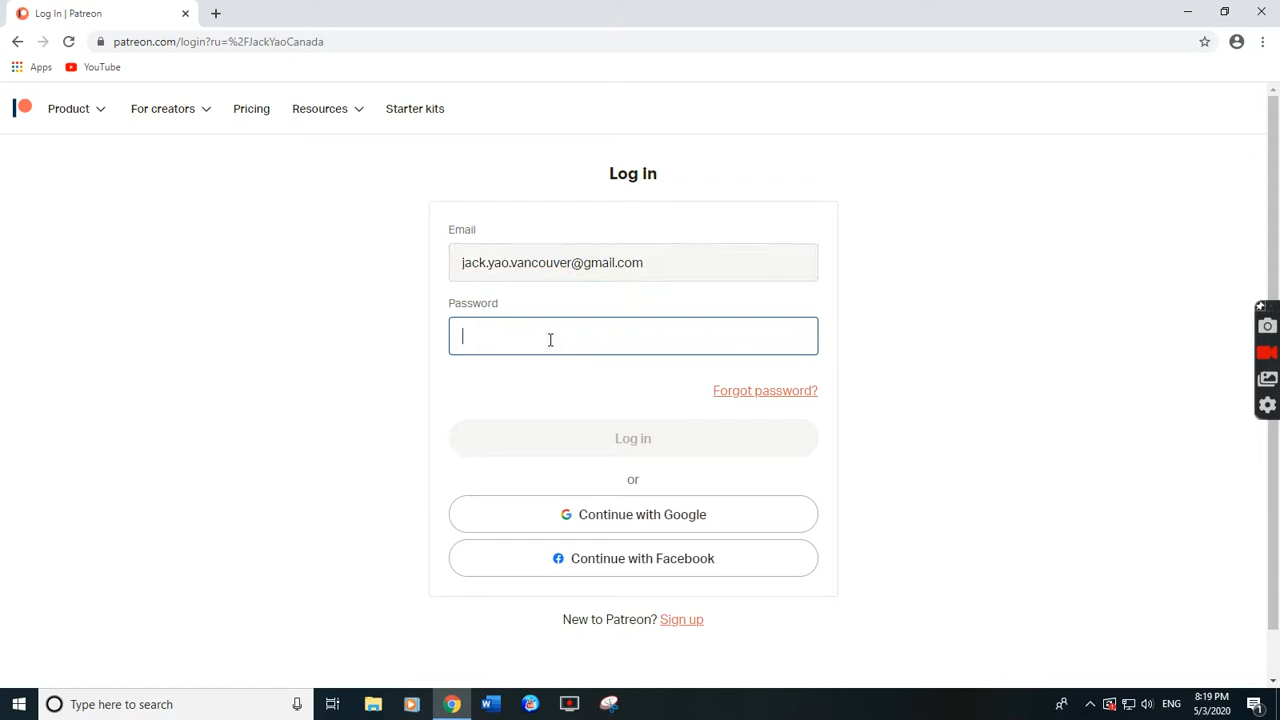 Log In | Patreon
patreon.com/login?ru=%2FJackYaoCanada
Apps YouTube
Product For creators Pricing Resources Starter kits
Log in
Email
jack.yao.vancouver@gmail.com
Password
Forgot password?
Log in
or
Continue with Google
Continue with Facebook
New to Patreon? Sign up
Type here to search
ENG
8:19 PM
5/3/2020